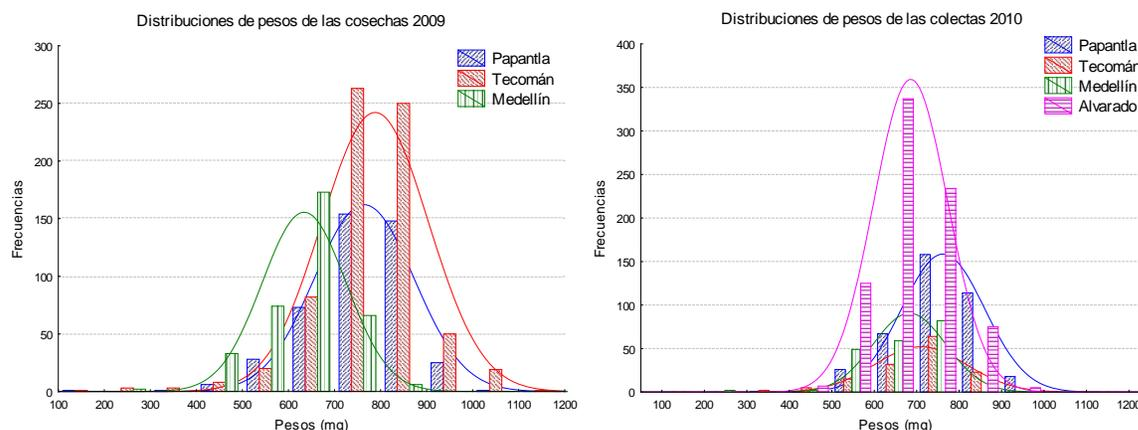 Distribuciones de pesos de las cosechas 2009
Papantla
Tecomán
Medellín
Frecuencias
300
250
200
150
100
50
0
100 200 300 400 500 600 700 800 900 1000 1100 1200
Pesos (mg)
Distribuciones de pesos de las colectas 2010
Papantla
Tecomán
Medellín
Alvarado
Frecuencias
400
350
300
250
200
150
100
50
0
100 200 300 400 500 600 700 800 900 1000 1100 1200
Pesos (mg)